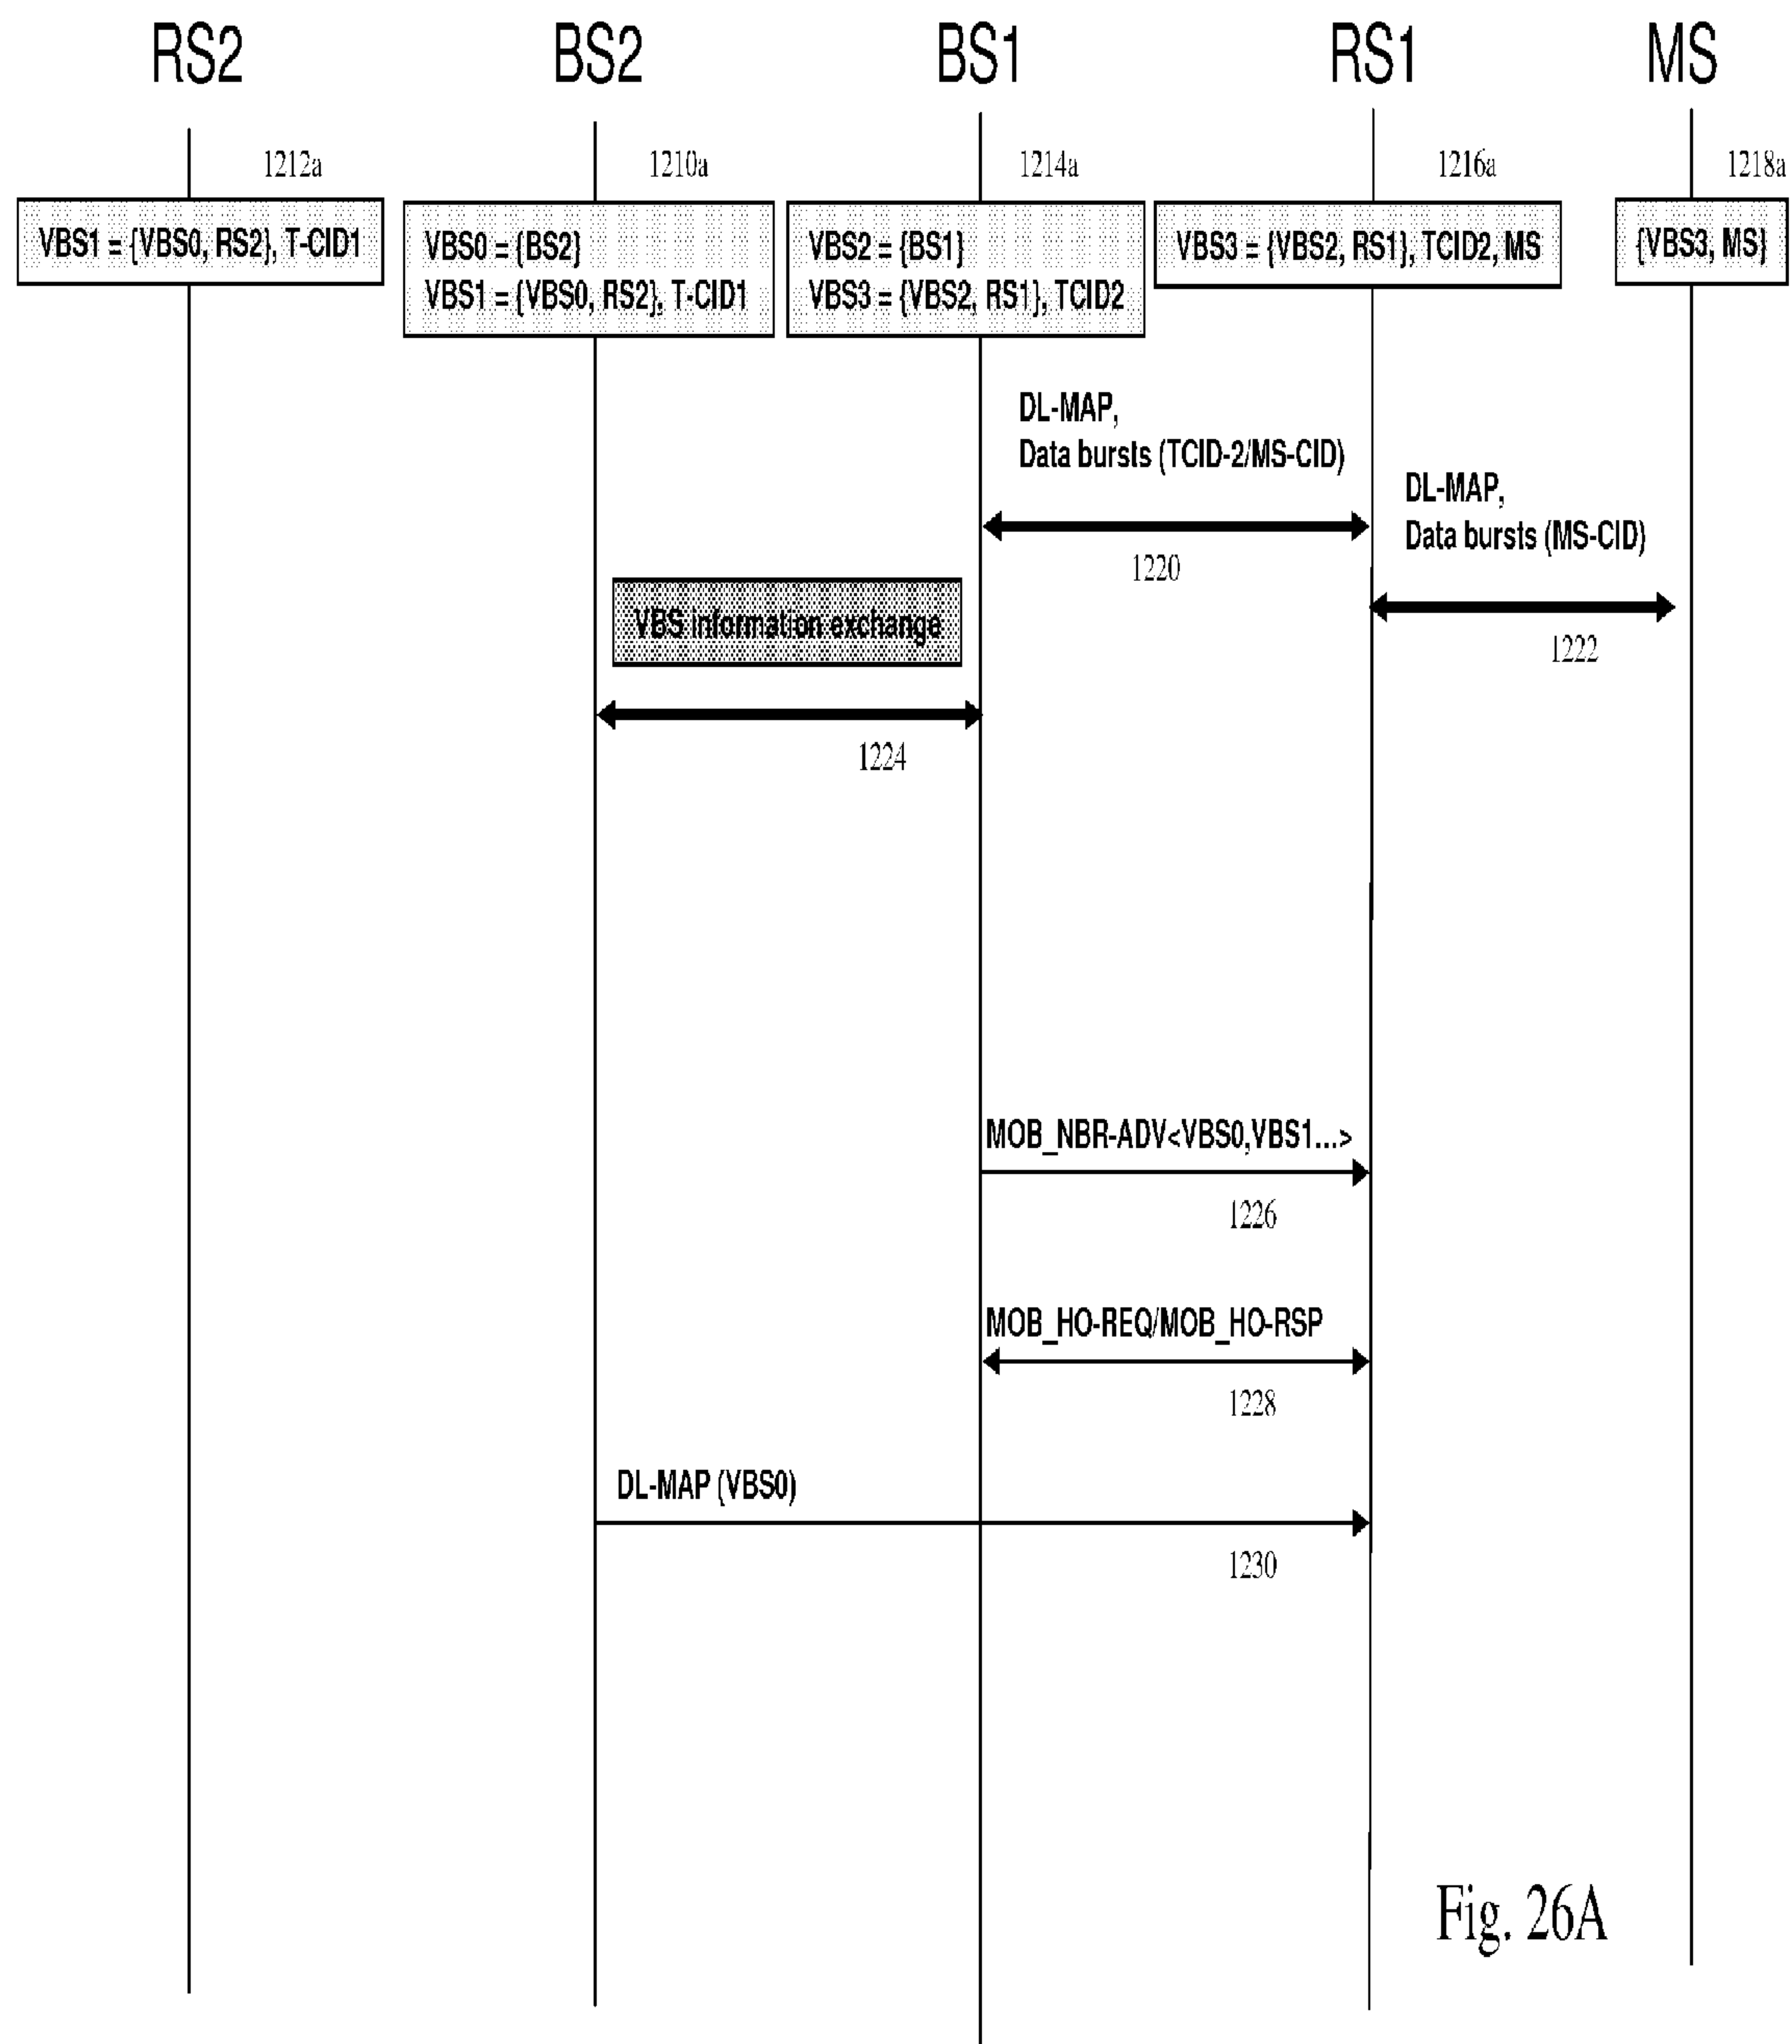 RS2
BS2
BS1
RS1
MS
1212a
1210a
1214a
1216a
1218a
VBS1 = {VBS0, RS2}, T-CID1
VBS0 = {BS2}
VBS1 = {VBS0, RS2}, T-CID1
VBS2 = {BS1}
VBS3 = {VBS2, RS1}, TCID2
VBS3 = {VBS2, RS1}, TCID2, MS
{VBS3, MS}
DL-MAP,
Data bursts (TCID-2/MS-CID)
1220
DL-MAP,
Data bursts (MS-CID)
1222
VBS information exchange
1224
MOB_NBR-ADV<VBS0,VBS1...>
1226
MOB_HO-REQ/MOB_HO-RSP
1228
DL-MAP (VBS0)
1230
Fig. 26A